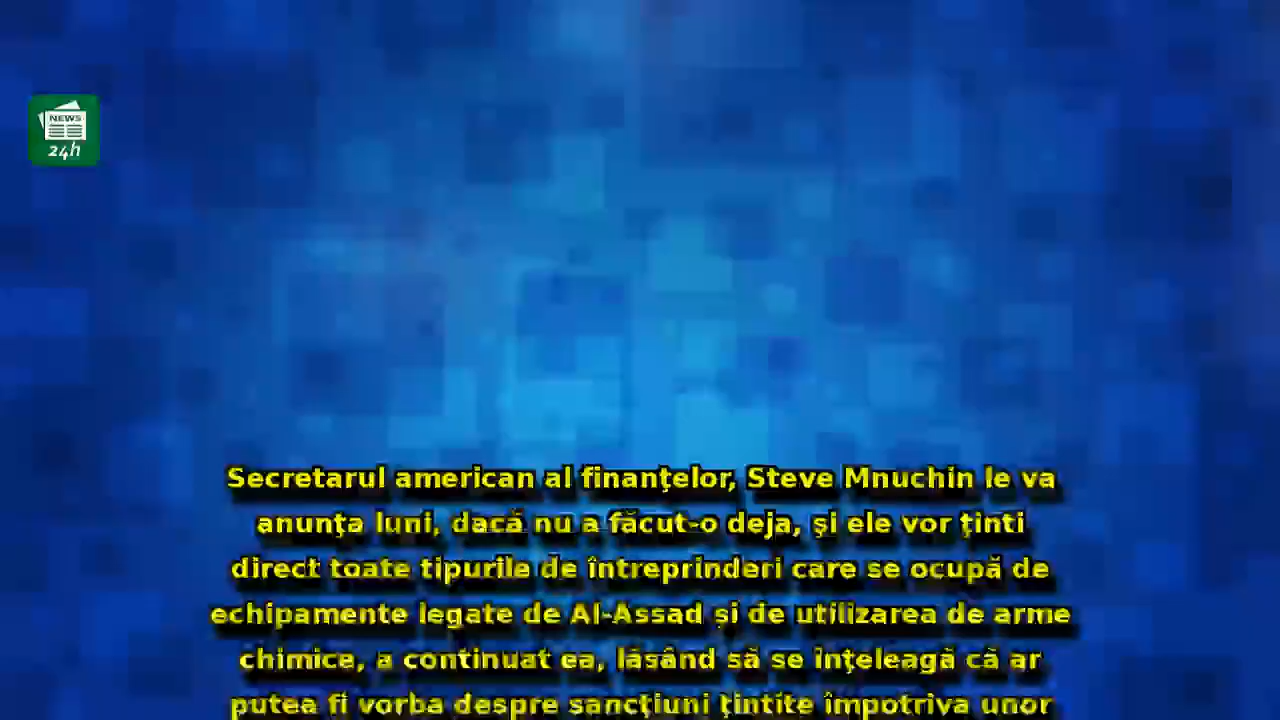 NEWS
24h
Secretarul american al finanţelor, Steve Mnuchin le va
anunţa luni, dacă nu a făcut-o deja, şi ele vor ţinti
direct toate tipurile de întreprinderi care se ocupă de
echipamente legate de Al-Assad şi de utilizarea de arme
chimice, a continuat ea, lăsând să se înţeleagă că ar
putea fi vorba despre sancţiuni ţintite împotriva unor